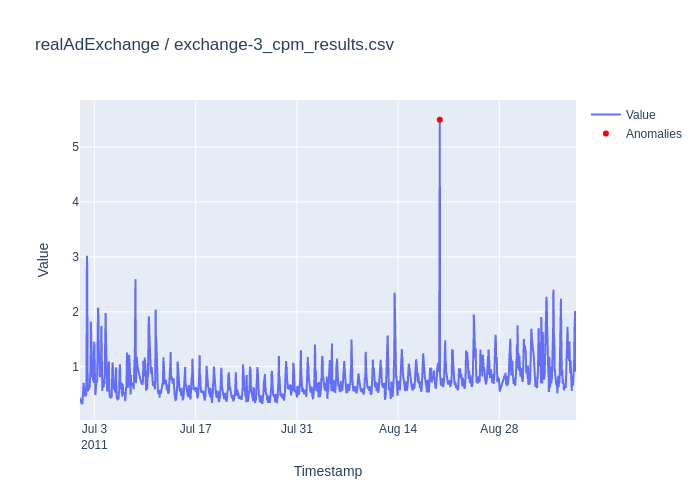 realAdExchange / exchange-3_cpm_results.csv
Value
Anomalies
5
4
3
2
1
Value
Jul 3
2011
Jul 17
Jul 31
Aug 14
Aug 28
Timestamp